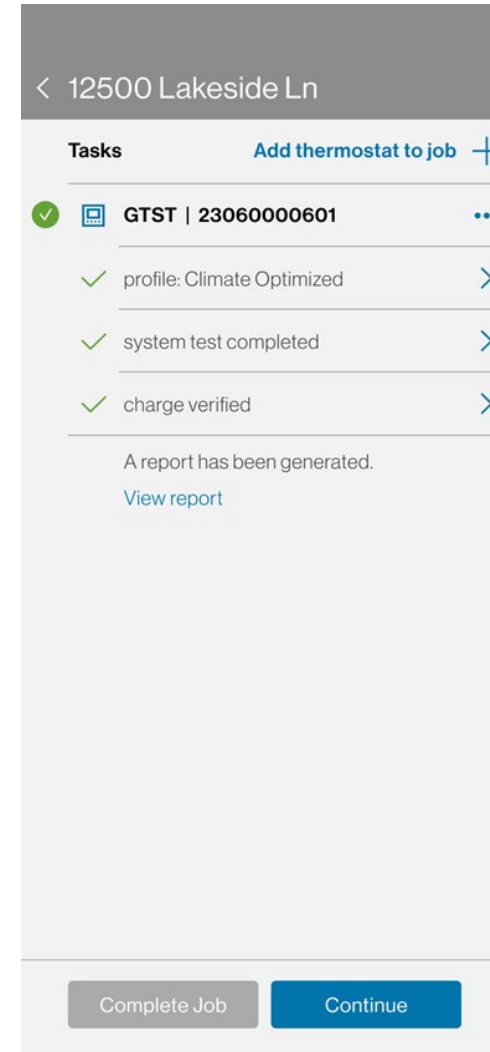 12500 Lakeside Ln
Tasks Add thermostat to job
GTST | 23060000601
profile: Climate Optimized
system test completed
charge verified
A report has been generated.
View report
Complete Job Continue